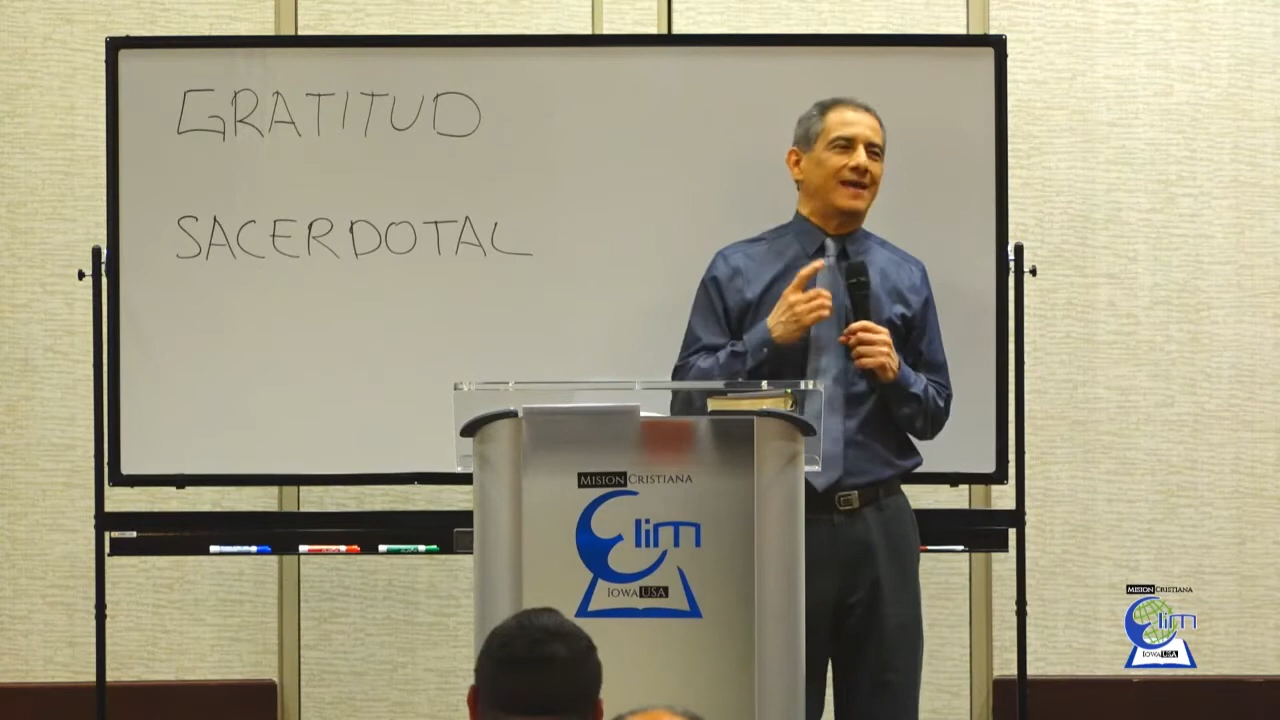 GRATITUD
SACERDOTAL
MISION CRISTIANA
Elim
IOWA USA
MISION CRISTIANA
Elim
IOWA USA